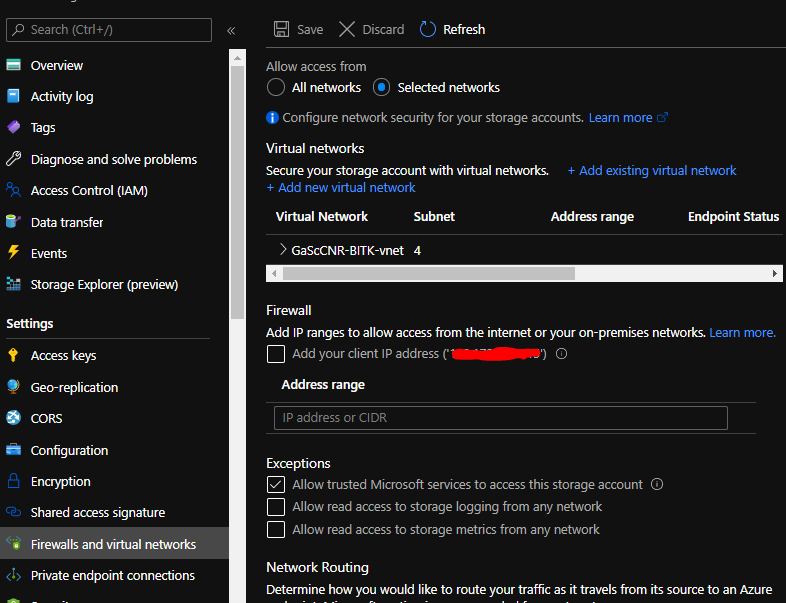 Search (Ctrl+/)
«
Save
Discard
Refresh
Overview
Activity log
Tags
Diagnose and solve problems
Access Control (IAM)
Data transfer
Events
Storage Explorer (preview)
Settings
Access keys
Geo-replication
CORS
Configuration
Encryption
Shared access signature
Firewalls and virtual networks
Private endpoint connections
Allow access from
All networks
Selected networks
Configure network security for your storage accounts. Learn more
Virtual networks
Secure your storage account with virtual networks. + Add existing virtual network
+ Add new virtual network
Virtual Network Subnet Address range Endpoint Status
GaScCNR-BITK-vnet 4
Firewall
Add IP ranges to allow access from the internet or your on-premises networks. Learn more.
Add your client IP address ('
Address range
IP address or CIDR
Exceptions
Allow trusted Microsoft services to access this storage account
Allow read access to storage logging from any network
Allow read access to storage metrics from any network
Network Routing
Determine how you would like to route your traffic as it travels from its source to an Azure